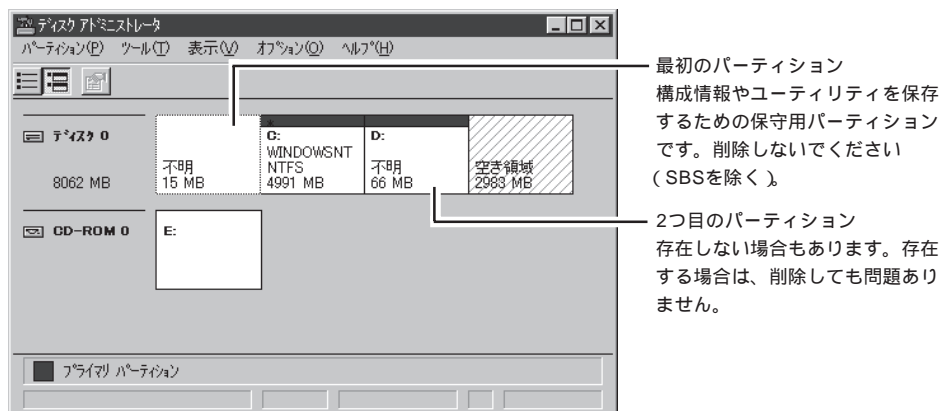 ディスク アドミニストレータ
パーティション(P) ツール(T) 表示(V) オプション(O) ヘルプ(H)
ディスク 0
8062 MB
不明
15 MB
C:
WINDOWSNT
NTFS
4991 MB
D:
不明
66 MB
空き領域
2983 MB
CD-ROM 0
E:
プライマリ パーティション
最初のパーティション
構成情報やユーティリティを保存
するための保守用パーティション
です。削除しないでください
(SBSを除く)。
2つ目のパーティション
存在しない場合もあります。存在
する場合は、削除しても問題あり
ません。